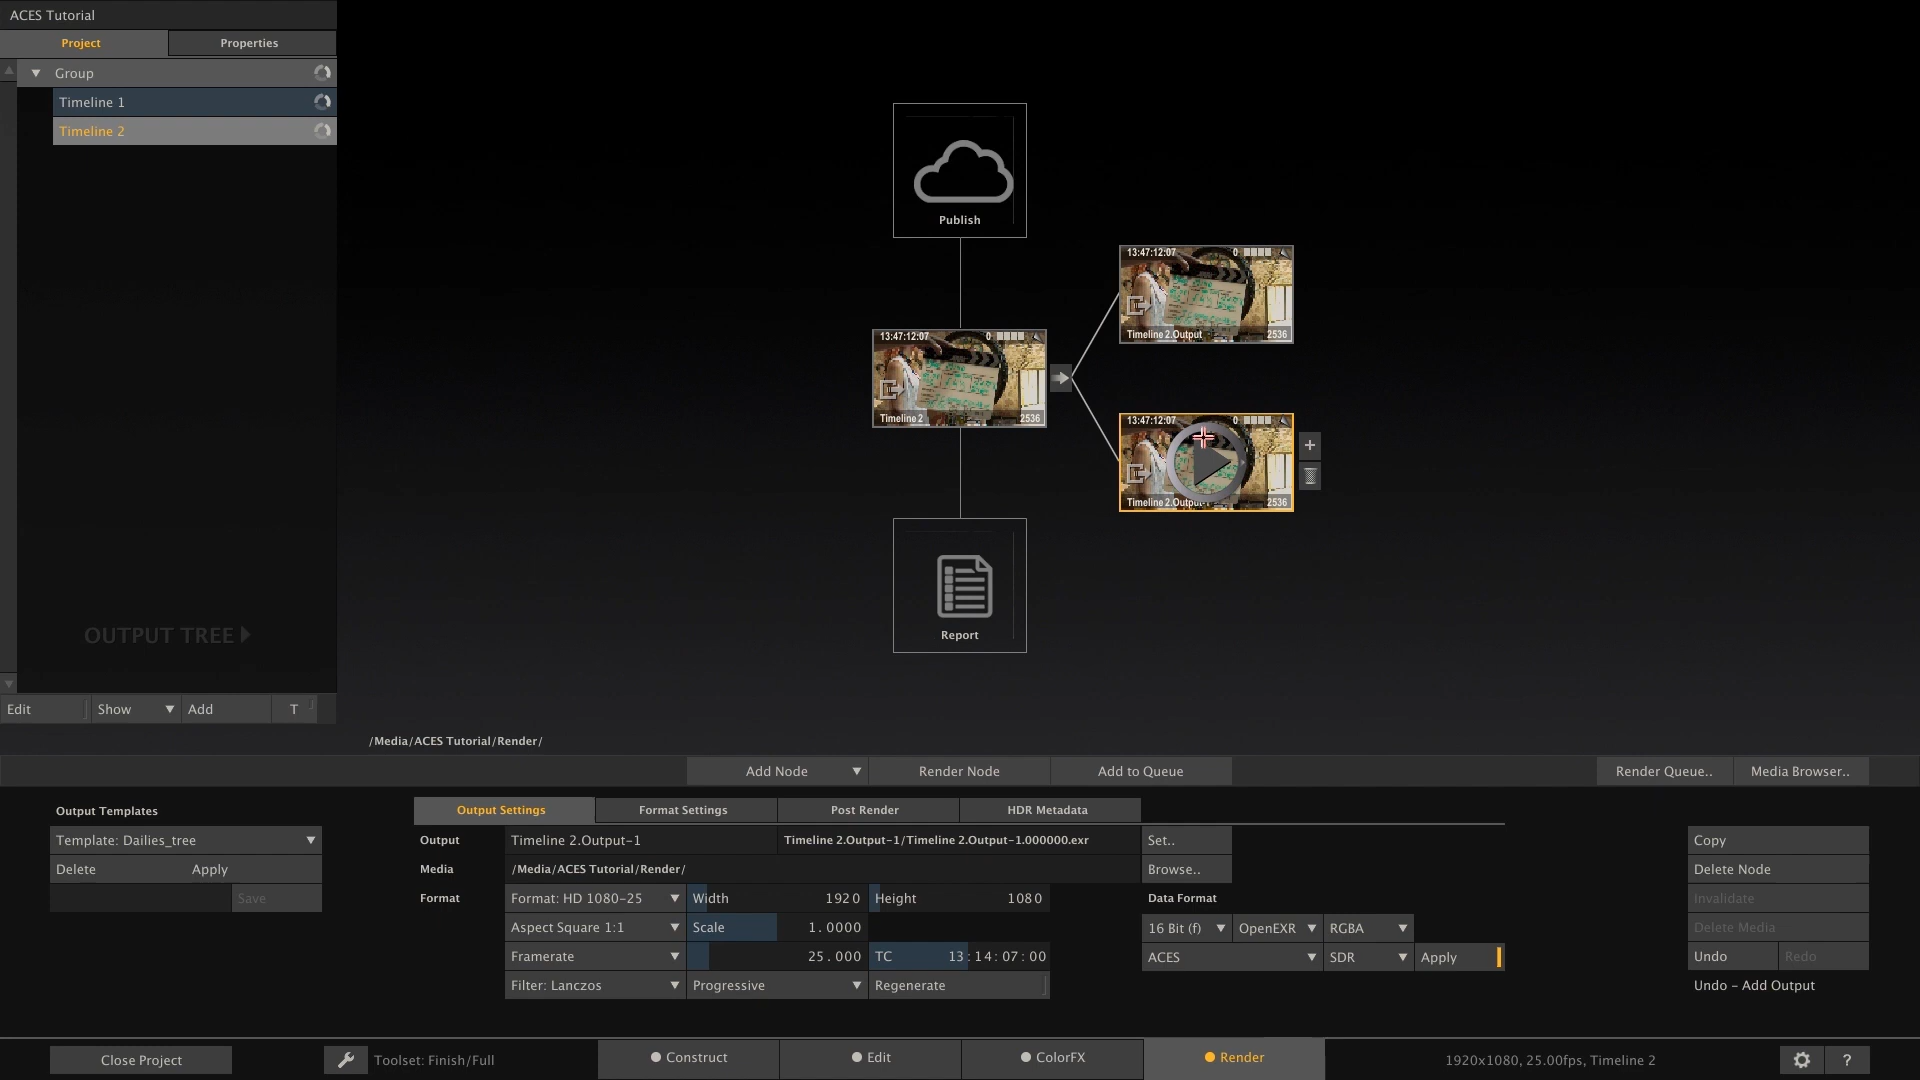 ACES Tutorial
Project Properties
Group
Timeline 1
Timeline 2
OUTPUT TREE
Edit Show Add T
Publish
13:47:12:07 0
Timeline 2 2536
13:47:12:07 0
Timeline 2.Output 2536
13:47:12:07 0
Timeline 2.Output-1 2536
Report
/Media/ACES Tutorial/Render/
Add Node Render Node Add to Queue Render Queue.. Media Browser..
Output Templates
Template: Dailies_tree
Delete Apply
Save
Output Settings Format Settings Post Render HDR Metadata
Output Timeline 2.Output-1 Timeline 2.Output-1/Timeline 2.Output-1.000000.exr Set..
Media /Media/ACES Tutorial/Render/ Browse..
Format Format: HD 1080-25 Width 1920 Height 1080
Aspect Square 1:1 Scale 1.0000
Framerate 25.000 TC 13:14:07:00
Filter: Lanczos Progressive Regenerate
Data Format
16 Bit (f) OpenEXR RGBA
ACES SDR Apply
Copy
Delete Node
Invalidate
Delete Media
Undo Redo
Undo - Add Output
Close Project Toolset: Finish/Full Construct Edit ColorFX Render 1920x1080, 25.00fps, Timeline 2 ?